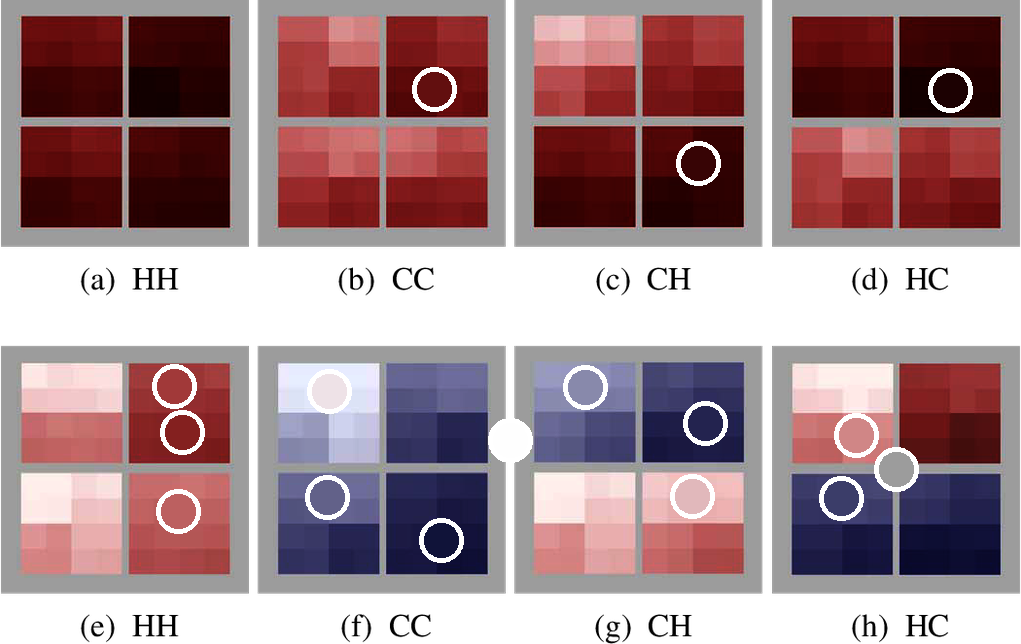 (a) HH (b) CC (c) CH (d) HC
(e) HH (f) CC (g) CH (h) HC